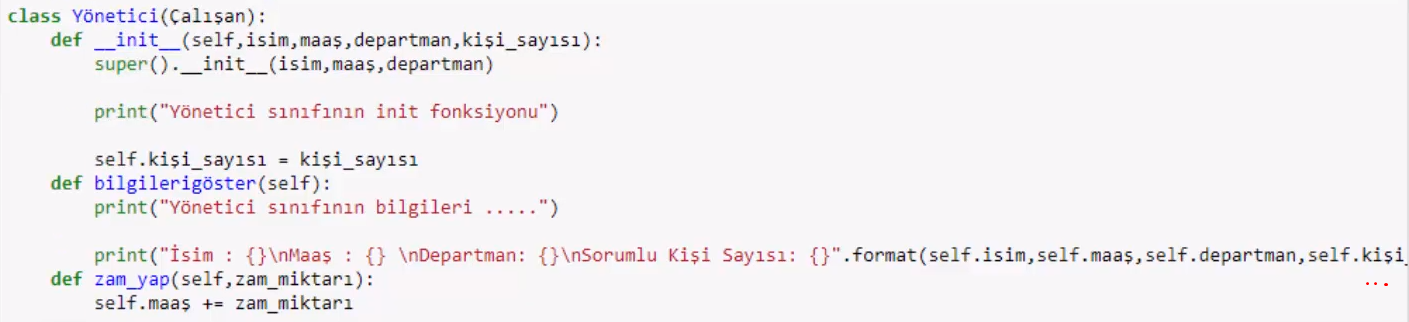 class Yönetici(Çalışan):
    def __init__(self,isim,maaş,departman,kişi_sayısı):
        super().__init__(isim,maaş,departman)
        print("Yönetici sınıfının init fonksiyonu")
        self.kişi_sayısı = kişi_sayısı
    def bilgilerigöster(self):
        print("Yönetici sınıfının bilgileri .....")
        print("İsim : {}\nMaaş : {} \nDepartman: {}\nSorumlu Kişi Sayısı: {}".format(self.isim,self.maaş,self.departman,self.kişi_
...
    def zam_yap(self,zam_miktarı):
        self.maaş += zam_miktarı